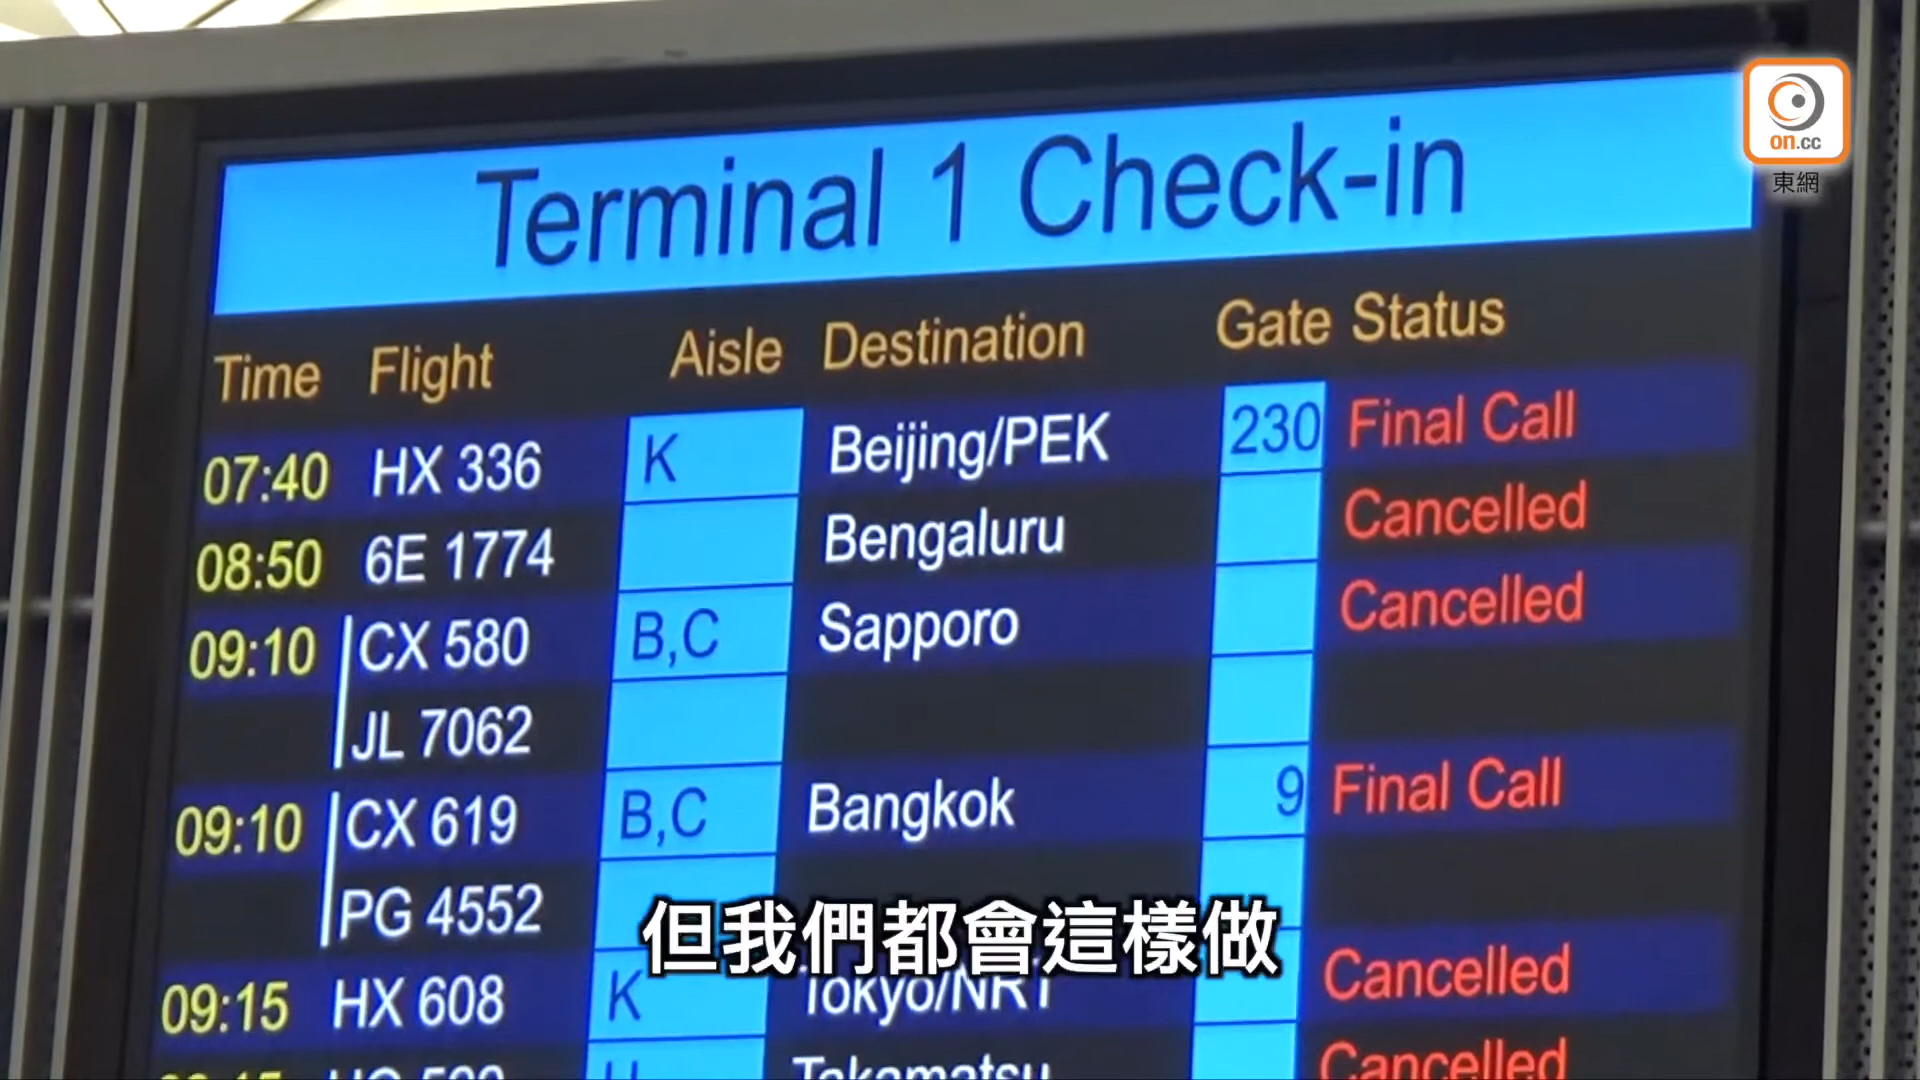 on.cc
東網
Terminal 1 Check-in
Time Flight Aisle Destination Gate Status
07:40 HX 336 K Beijing/PEK 230 Final Call
08:50 6E 1774 Bengaluru Cancelled
09:10 CX 580 B,C Sapporo Cancelled
JL 7062
09:10 CX 619 B,C Bangkok 9 Final Call
PG 4552
但我們都會這樣做
09:15 HX 608 K Tokyo/NRT Cancelled
Takamatsu Cancelled